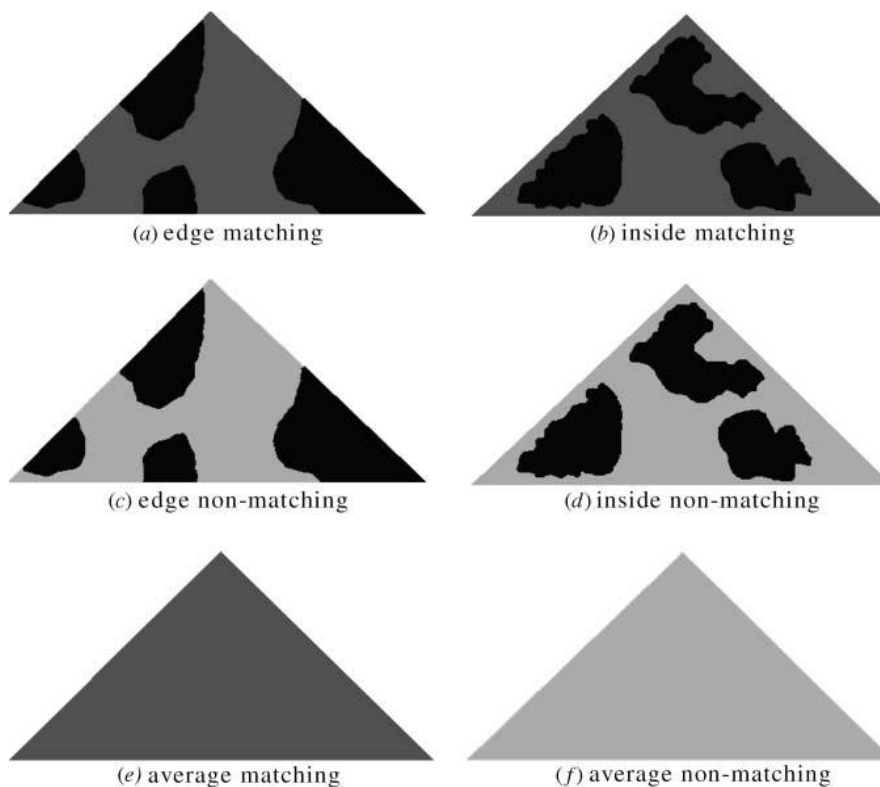 (a) edge matching
(b) inside matching
(c) edge non-matching
(d) inside non-matching
(e) average matching
(f) average non-matching